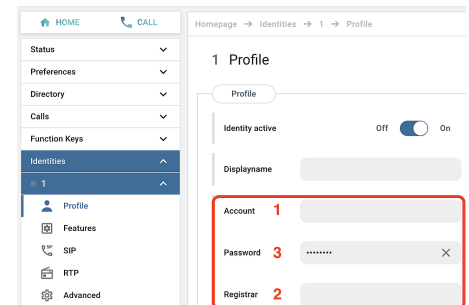 HOME
CALL
Homepage → Identities → 1 → Profile
Status
Preferences
Directory
Calls
Function Keys
Identities
1
Profile
Features
SIP
RTP
Advanced
1 Profile
Profile
Identity active
Off
On
Displayname
Account 1
Password 3 ••••••••
Registrar 2